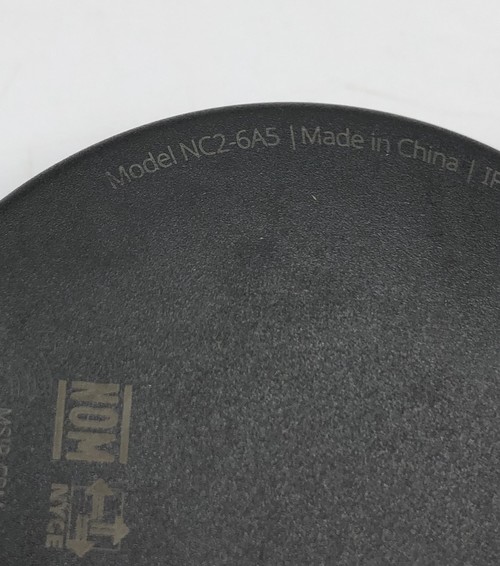 Model NC2-6A5 | Made in China |
NOM
NYCE